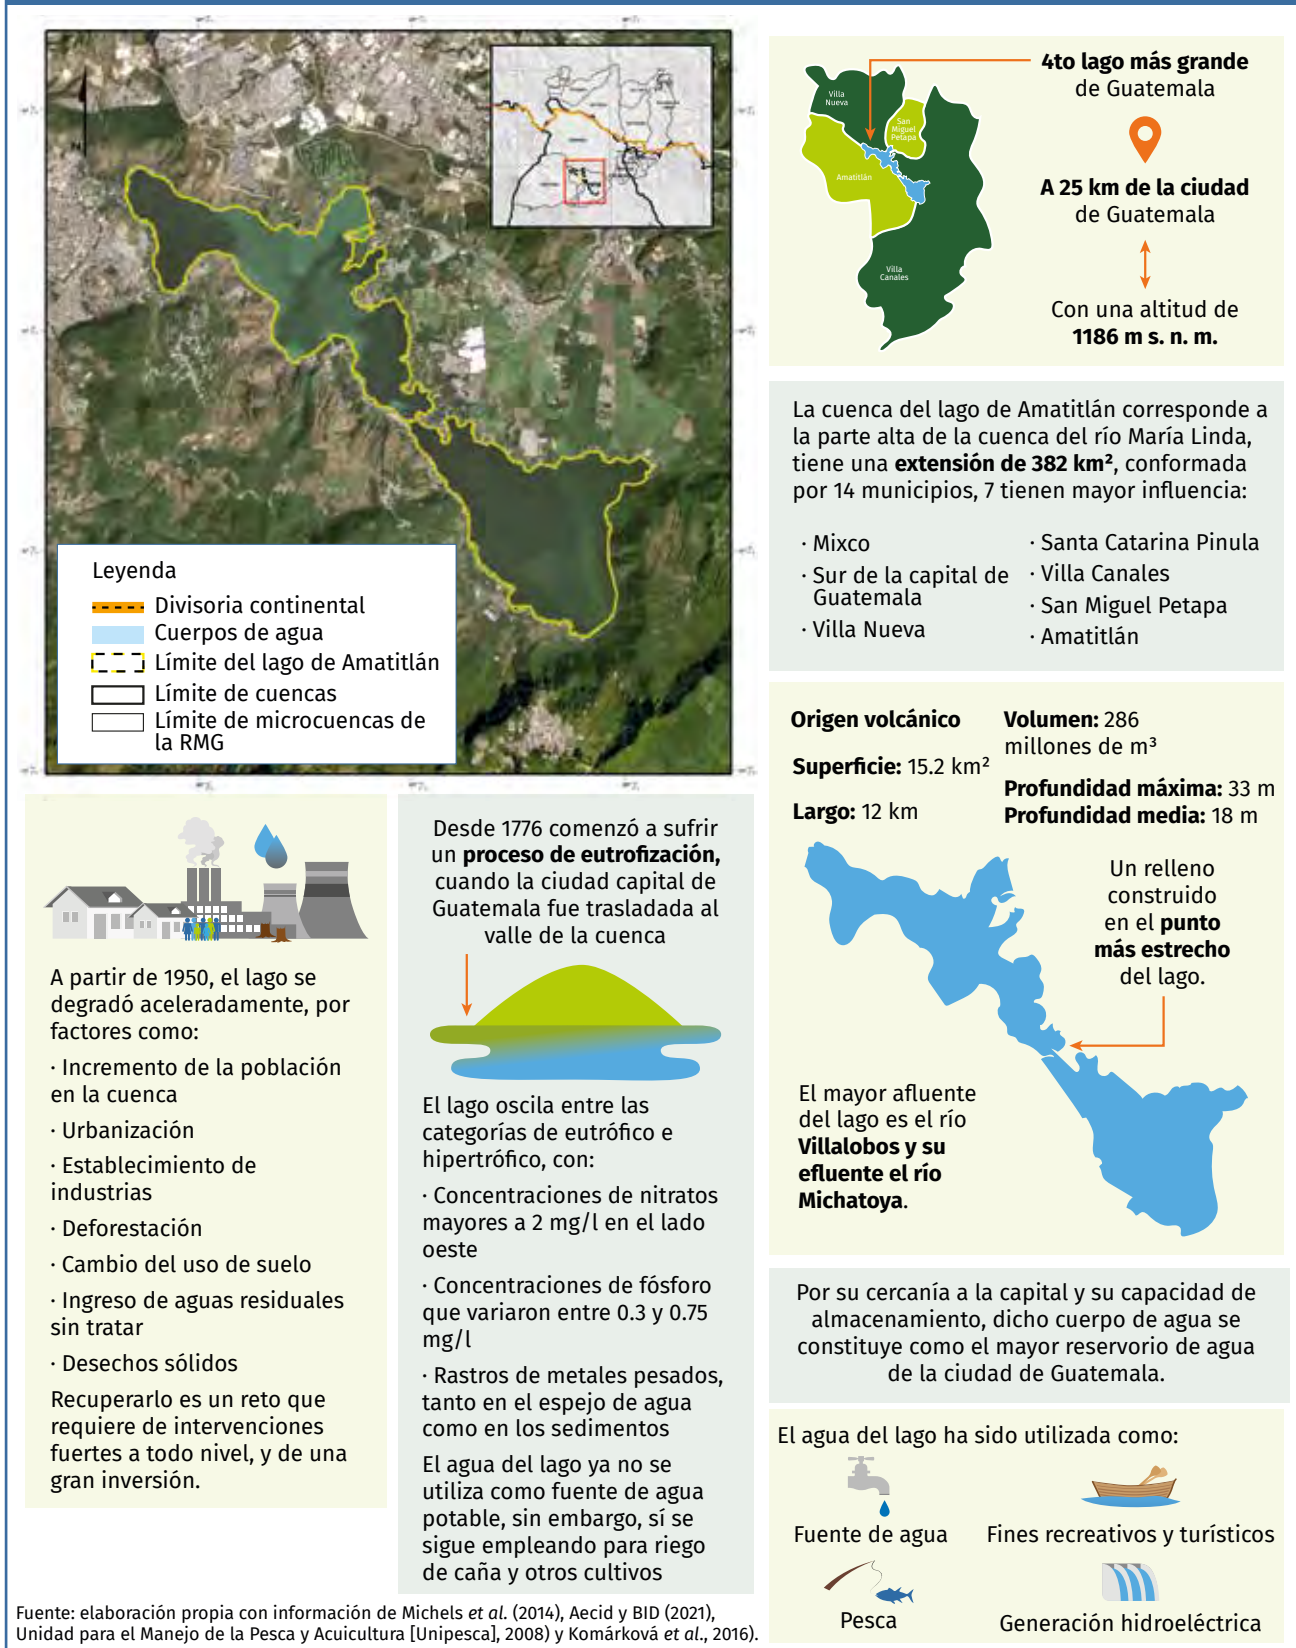 4to lago más grande
de Guatemala
A 25 km de la ciudad
de Guatemala
Con una altitud de
1186 m s. n. m.
Villa
Nueva
San
Miguel
Petapa
Amatitlán
Villa
Canales
N
Leyenda
Divisoria continental
Cuerpos de agua
Límite del lago de Amatitlán
Límite de cuencas
Límite de microcuencas de
la RMG
La cuenca del lago de Amatitlán corresponde a
la parte alta de la cuenca del río María Linda,
tiene una extensión de 382 km², conformada
por 14 municipios, 7 tienen mayor influencia:
· Mixco
· Sur de la capital de
Guatemala
· Villa Nueva
· Santa Catarina Pinula
· Villa Canales
· San Miguel Petapa
· Amatitlán
Origen volcánico
Superficie: 15.2 km²
Largo: 12 km
Volumen: 286
millones de m³
Profundidad máxima: 33 m
Profundidad media: 18 m
Un relleno
construido
en el punto
más estrecho
del lago.
El mayor afluente
del lago es el río
Villalobos y su
efluente el río
Michatoya.
A partir de 1950, el lago se
degradó aceleradamente, por
factores como:
· Incremento de la población
en la cuenca
· Urbanización
· Establecimiento de
industrias
· Deforestación
· Cambio del uso de suelo
· Ingreso de aguas residuales
sin tratar
· Desechos sólidos
Recuperarlo es un reto que
requiere de intervenciones
fuertes a todo nivel, y de una
gran inversión.
Desde 1776 comenzó a sufrir
un proceso de eutrofización,
cuando la ciudad capital de
Guatemala fue trasladada al
valle de la cuenca
El lago oscila entre las
categorías de eutrófico e
hipertrófico, con:
· Concentraciones de nitratos
mayores a 2 mg/l en el lado
oeste
· Concentraciones de fósforo
que variaron entre 0.3 y 0.75
mg/l
· Rastros de metales pesados,
tanto en el espejo de agua
como en los sedimentos
El agua del lago ya no se
utiliza como fuente de agua
potable, sin embargo, sí se
sigue empleando para riego
de caña y otros cultivos
Por su cercanía a la capital y su capacidad de
almacenamiento, dicho cuerpo de agua se
constituye como el mayor reservorio de agua
de la ciudad de Guatemala.
El agua del lago ha sido utilizada como:
Fuente de agua
Fines recreativos y turísticos
Pesca
Generación hidroeléctrica
Fuente: elaboración propia con información de Michels et al. (2014), Aecid y BID (2021),
Unidad para el Manejo de la Pesca y Acuicultura [Unipesca], 2008) y Komárková et al., 2016).